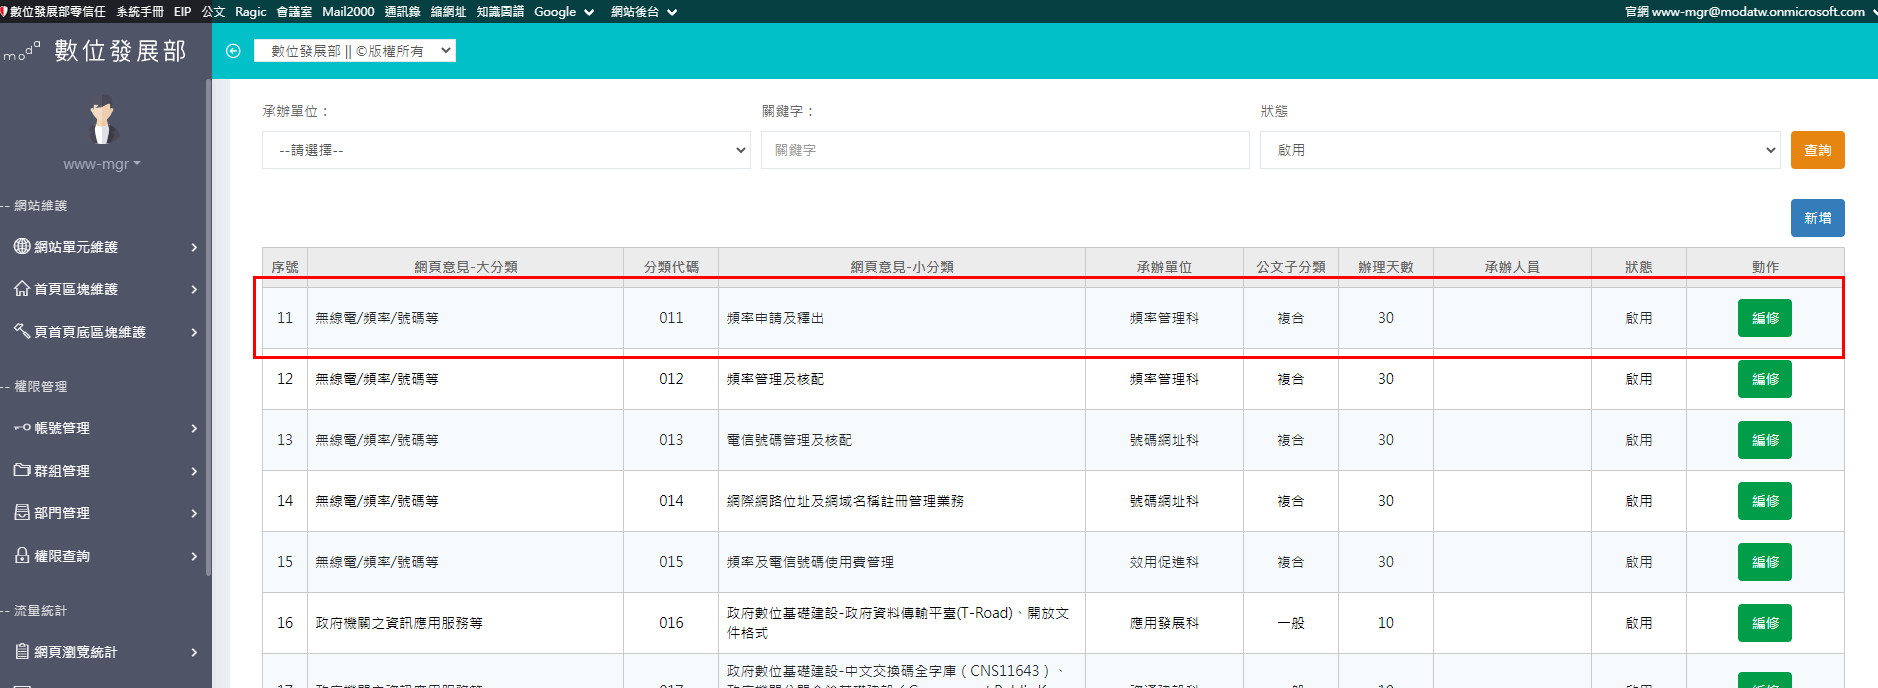 數位發展部零信任 系統手冊 EIP 公文 Ragic 會議室 Mail2000 通訊錄 縮網址 知識圖譜 Google 網站後台 官網 www-mgr@modatw.onmicrosoft.com
moda 數位發展部 數位發展部 || ©版權所有
承辦單位： 關鍵字： 狀態
--請選擇-- 關鍵字 啟用 查詢
www-mgr
-- 網站維護
新增
網站單元維護
首頁區塊維護
頁首頁底區塊維護
-- 權限管理
帳號管理
群組管理
部門管理
權限查詢
-- 流量統計
網頁瀏覽統計
序號 網頁意見-大分類 分類代碼 網頁意見-小分類 承辦單位 公文子分類 辦理天數 承辦人員 狀態 動作
11 無線電/頻率/號碼等 011 頻率申請及釋出 頻率管理科 複合 30 啟用 編修
12 無線電/頻率/號碼等 012 頻率管理及核配 頻率管理科 複合 30 啟用 編修
13 無線電/頻率/號碼等 013 電信號碼管理及核配 號碼網址科 複合 30 啟用 編修
14 無線電/頻率/號碼等 014 網際網路位址及網域名稱註冊管理業務 號碼網址科 複合 30 啟用 編修
15 無線電/頻率/號碼等 015 頻率及電信號碼使用費管理 效用促進科 複合 30 啟用 編修
16 政府機關之資訊應用服務等 016 政府數位基礎建設-政府資料傳輸平臺(T-Road)、開放文
件格式 應用發展科 一般 10 啟用 編修
政府數位基礎建設-中文交換碼全字庫（CNS11643）、